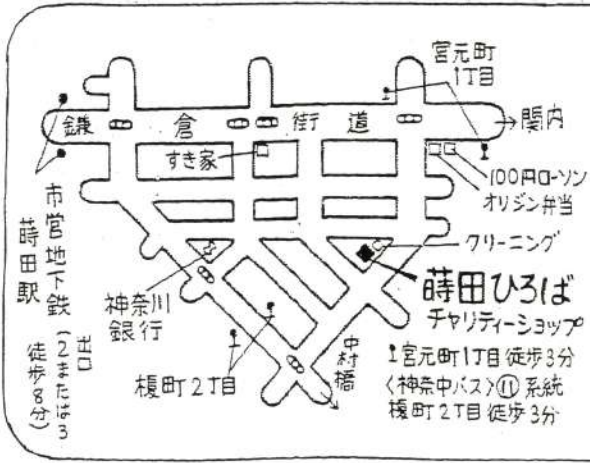 宮元町
1丁目
鎌倉街道
→関内
すき家
100円ローソン
オリジン弁当
クリーニング
市営地下鉄
蒔田駅
出口
(2または3
徒歩8分)
神奈川
銀行
榎町2丁目
中村橋
蒔田ひろば
チャリティーショップ
宮元町1丁目徒歩3分
〈神奈中バス〉⑪系統
榎町2丁目徒歩3分